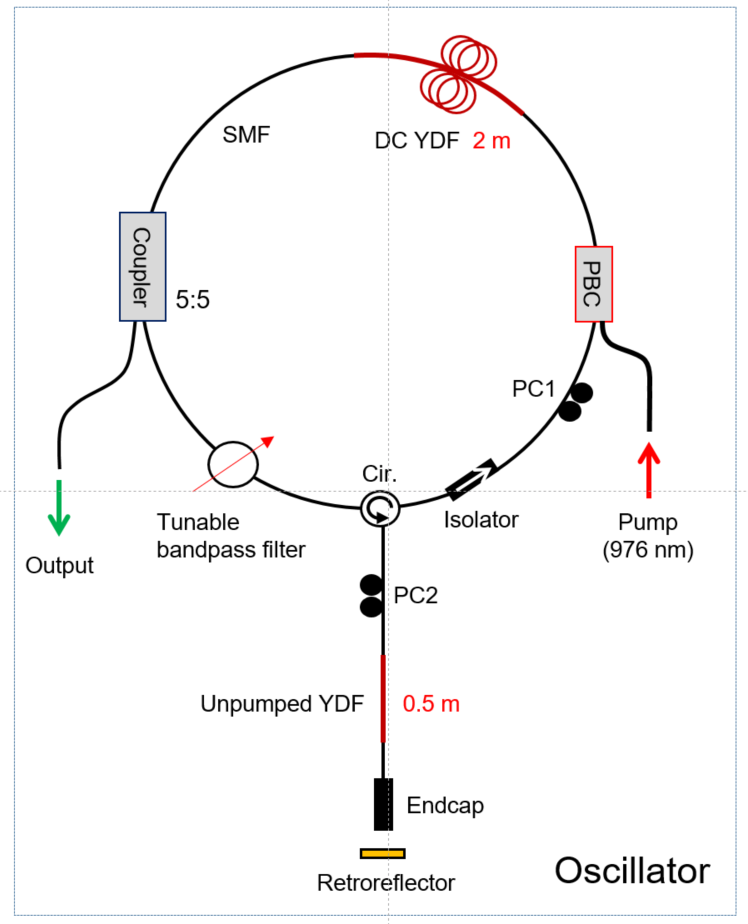 SMF
DC YDF 2 m
Coupler
5:5
PBC
PC1
Cir.
Isolator
Tunable
bandpass filter
Pump
(976 nm)
Output
PC2
Unpumped YDF 0.5 m
Endcap
Retroreflector
Oscillator